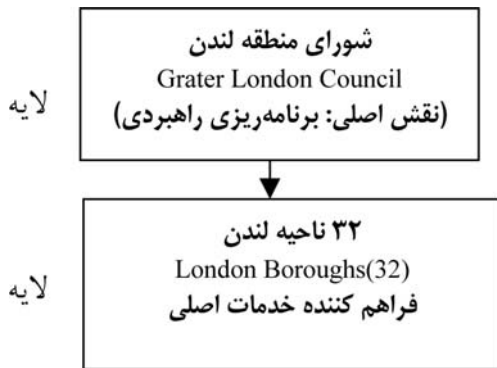 شورای منطقه لندن
Grater London Council
(نقش اصلی: برنامه‌ریزی راهبردی)
لایه
۳۲ ناحیه لندن
London Boroughs(32)
فراهم کننده خدمات اصلی
لایه